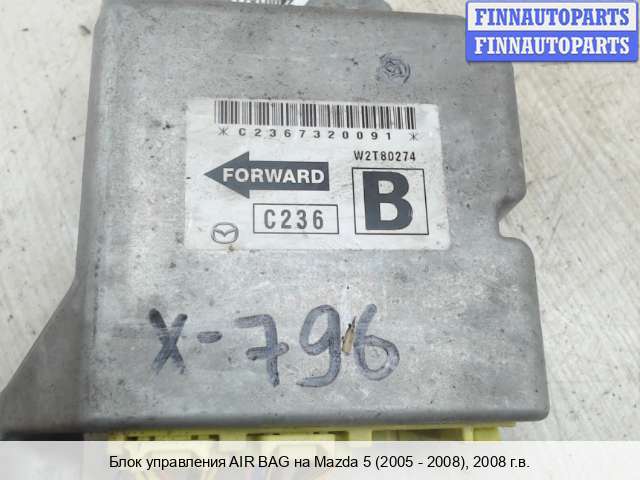 FINNAUTOPARTS
FINNAUTOPARTS
*C2367320091*
W2T80274
FORWARD
B
C236
X-796
Блок управления AIR BAG на Mazda 5 (2005 - 2008), 2008 г.в.